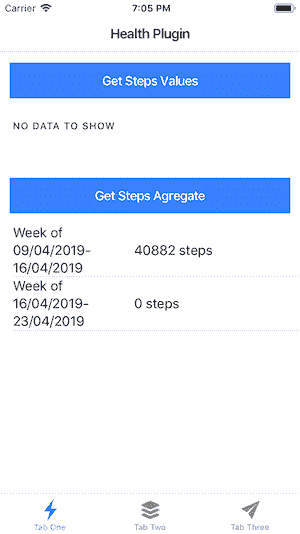 Carrier 7:05 PM
Health Plugin
Get Steps Values
NO DATA TO SHOW
Get Steps Agregate
Week of
09/04/2019-
16/04/2019
40882 steps
Week of
16/04/2019-
23/04/2019
0 steps
Tab One Tab Two Tab Three